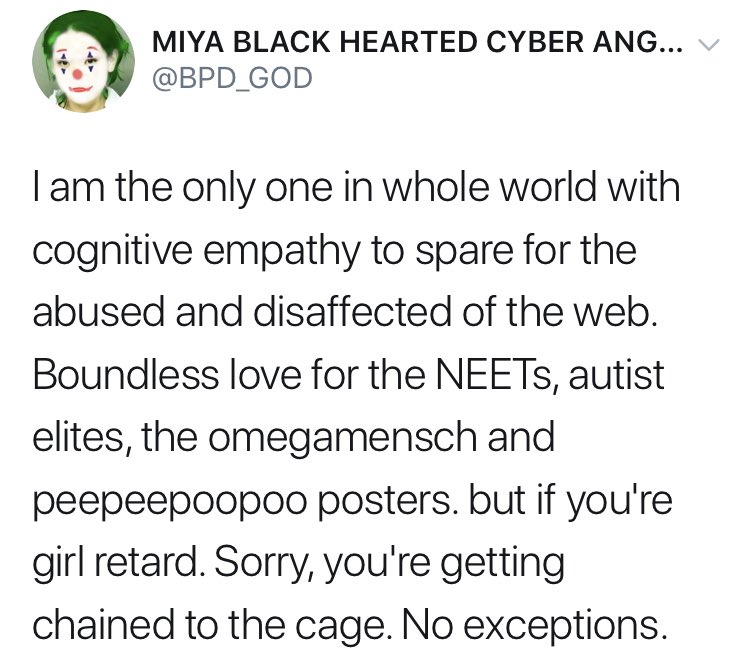 MIYA BLACK HEARTED CYBER ANG...
@BPD_GOD
I am the only one in whole world with
cognitive empathy to spare for the
abused and disaffected of the web.
Boundless love for the NEETs, autist
elites, the omegamensch and
peepeepoopoo posters. but if you're
girl retard. Sorry, you're getting
chained to the cage. No exceptions.